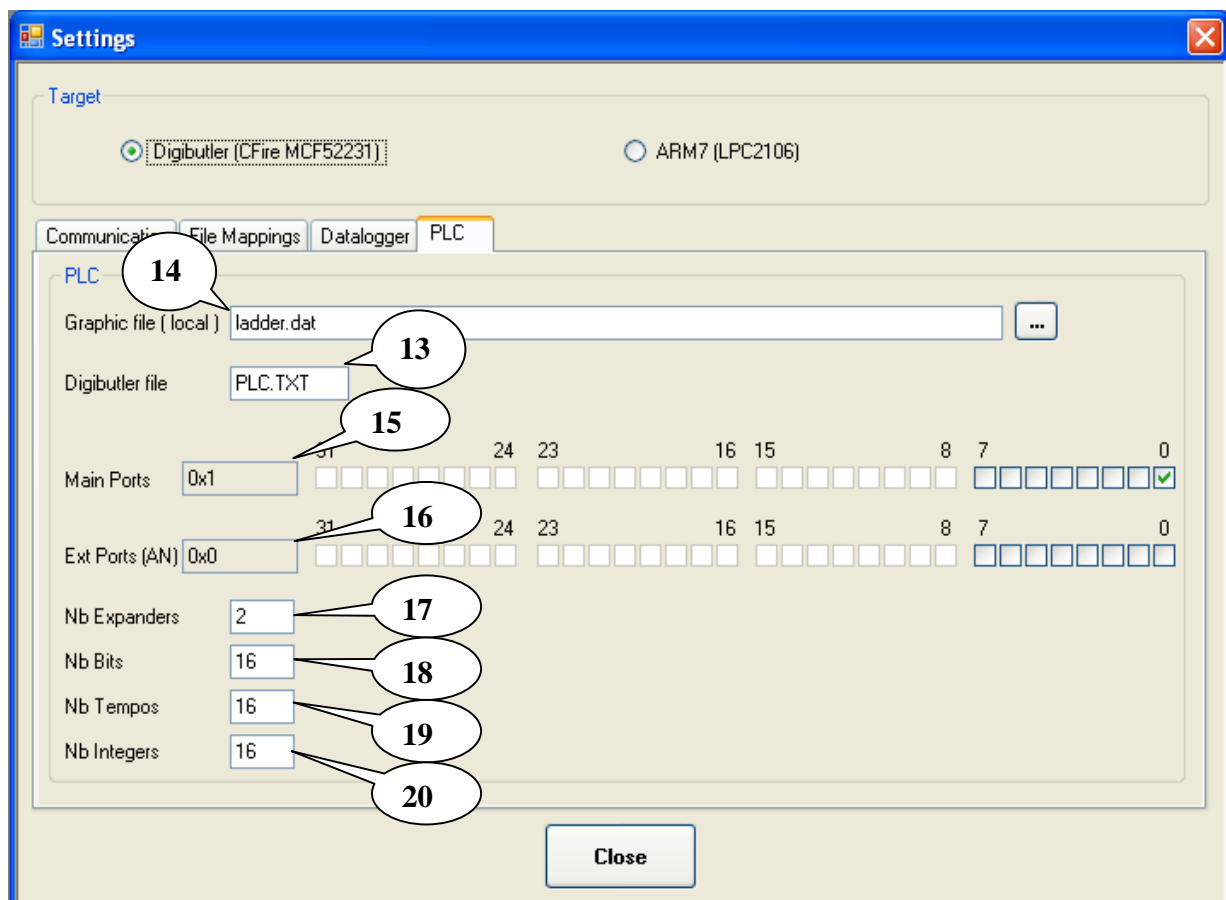 Settings
Target
Digibutler (CFire MCF52231)
ARM7 (LPC2106)
File Mappings Datalogger PLC
PLC
14
Graphic file ( local ) ladder.dat ...
13
Digibutler file PLC.TXT
15
24 23 16 15 8 7 0
Main Ports 0x1
16
31 24 23 16 15 8 7 0
Ext Ports (AN) 0x0
Nb Expanders 2 17
Nb Bits 16 18
Nb Tempos 16 19
Nb Integers 16 20
Close